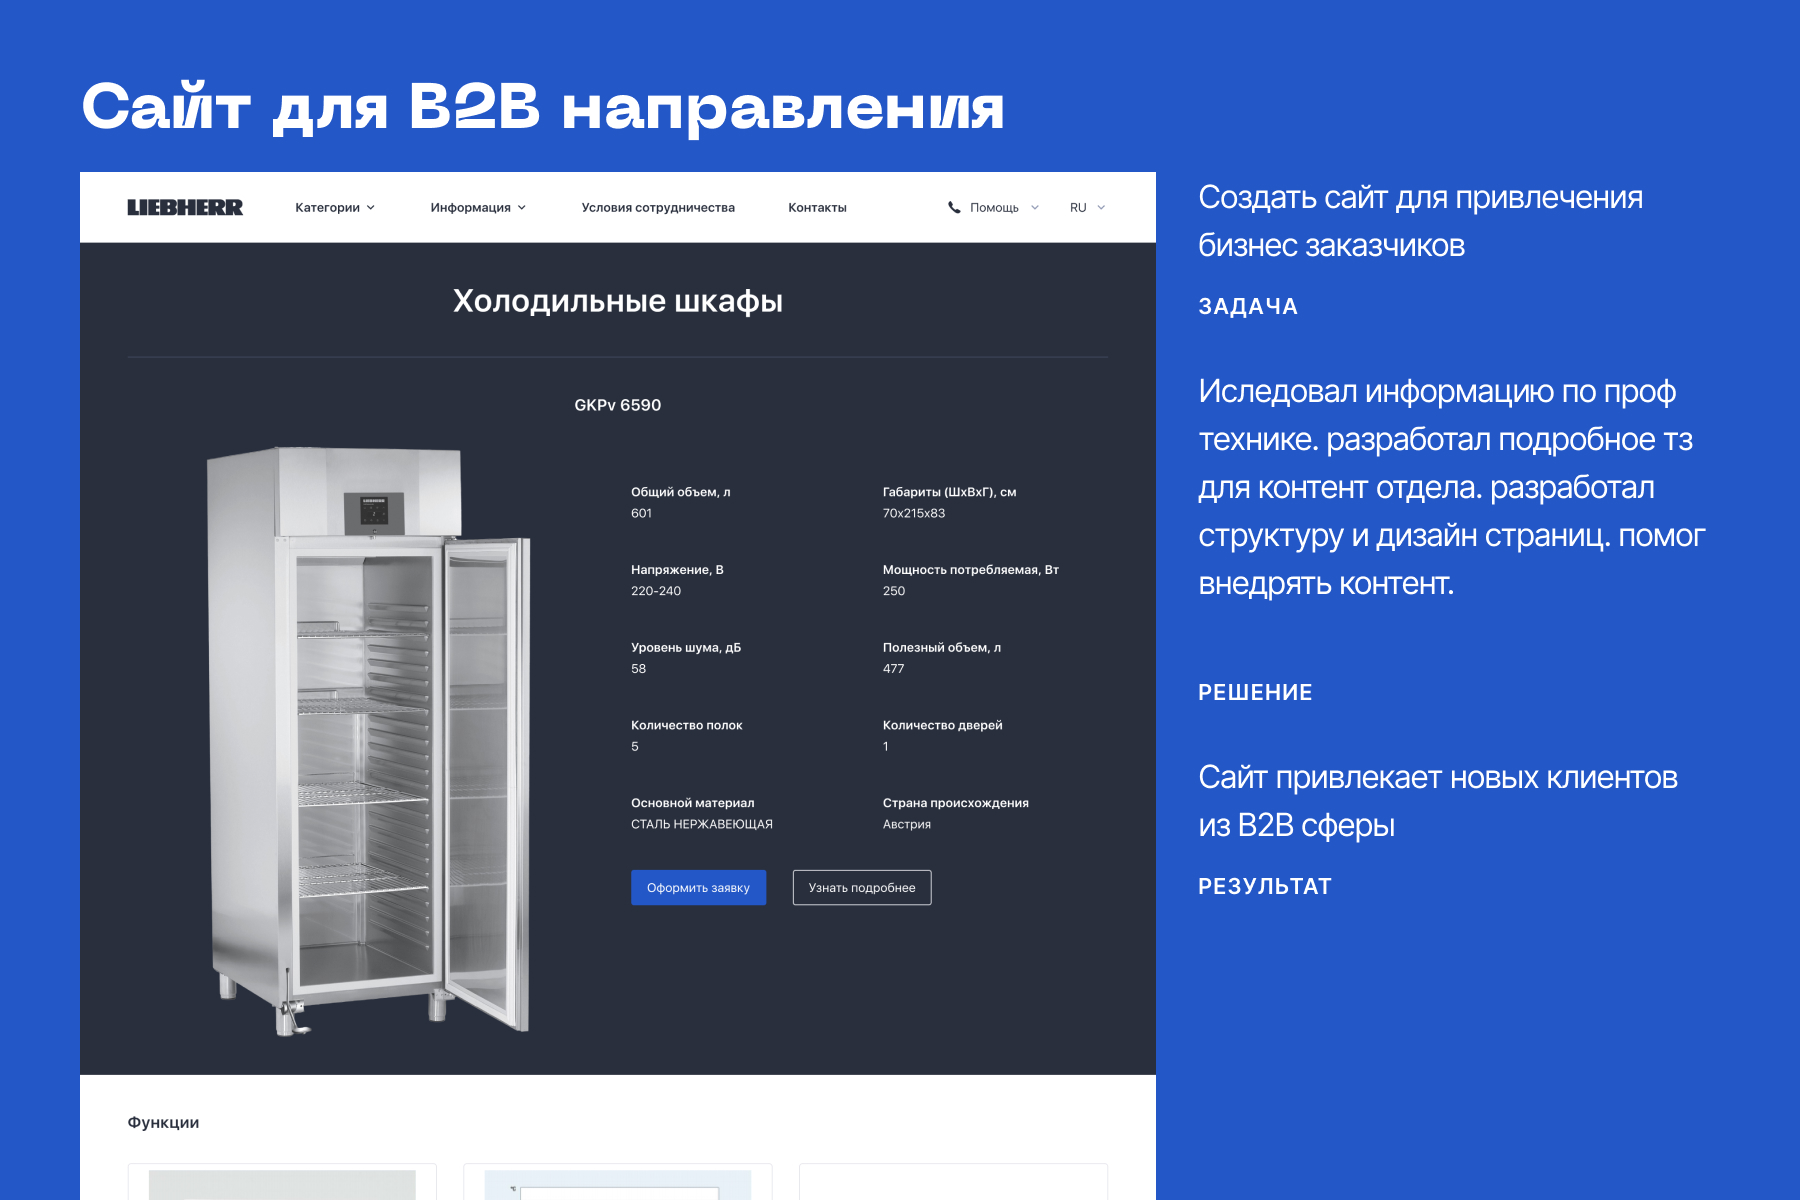 Сайт для B2B направления
LIEBHERR
Категории
Информация
Условия сотрудничества
Контакты
Помощь
RU
Холодильные шкафы
GKPv 6590
Общий объем, л
601
Габариты (ШхВхГ), см
70x215x83
Напряжение, В
220-240
Мощность потребляемая, Вт
250
Уровень шума, дБ
58
Полезный объем, л
477
Количество полок
5
Количество дверей
1
Основной материал
СТАЛЬ НЕРЖАВЕЮЩАЯ
Страна происхождения
Австрия
Оформить заявку
Узнать подробнее
Функции
Создать сайт для привлечения
бизнес заказчиков
ЗАДАЧА
Иследовал информацию по проф
технике. разработал подробное тз
для контент отдела. разработал
структуру и дизайн страниц. помог
внедрять контент.
РЕШЕНИЕ
Сайт привлекает новых клиентов
из B2B сферы
РЕЗУЛЬТАТ